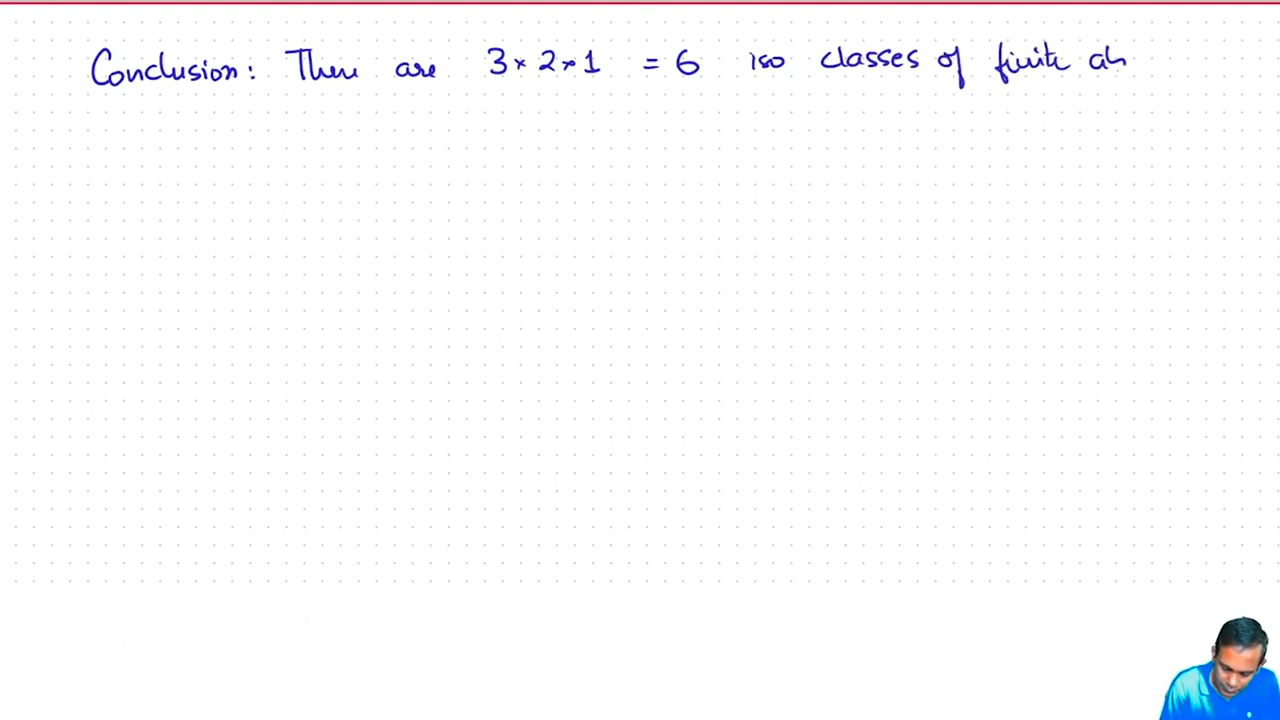 Conclusion: There are 3 × 2 × 1 = 6 iso classes of finite ab